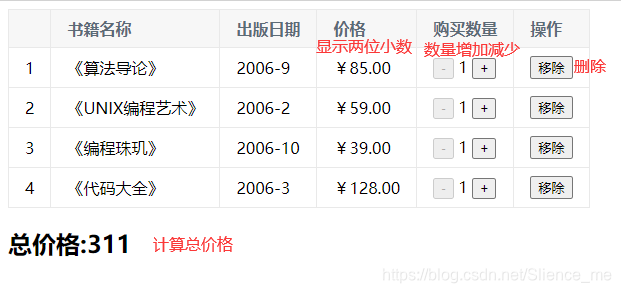 书籍名称 出版日期 价格 购买数量 操作
显示两位小数 数量增加减少
1 《算法导论》 2006-9 ￥85.00 - 1 + 移除 删除
2 《UNIX编程艺术》 2006-2 ￥59.00 - 1 + 移除
3 《编程珠玑》 2006-10 ￥39.00 - 1 + 移除
4 《代码大全》 2006-3 ￥128.00 - 1 + 移除
总价格:311 计算总价格
https://blog.csdn.net/Slience_me